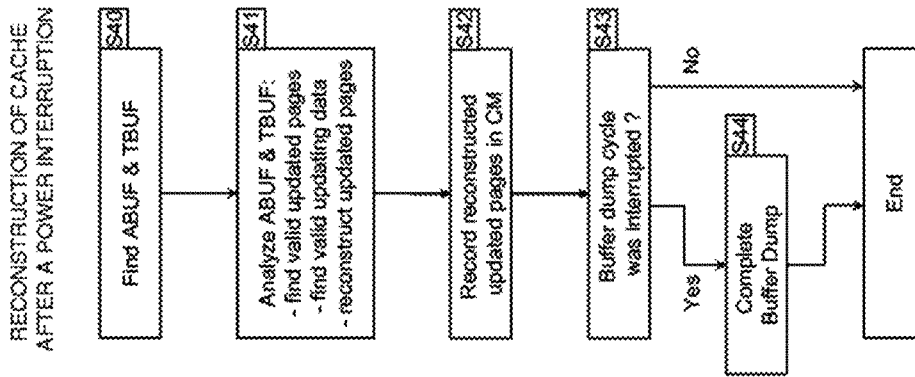 RECONSTRUCTION OF CACHE
AFTER A POWER INTERRUPTION
S40
Find ABUF & TBUF
S41
Analyze ABUF & TBUF:
- find valid updated pages
- find valid updating data
- reconstruct updated pages
S42
Record reconstructed
updated pages in CM
S43
Buffer dump cycle
was interrupted ?
Yes
No
S44
Complete
Buffer Dump
End